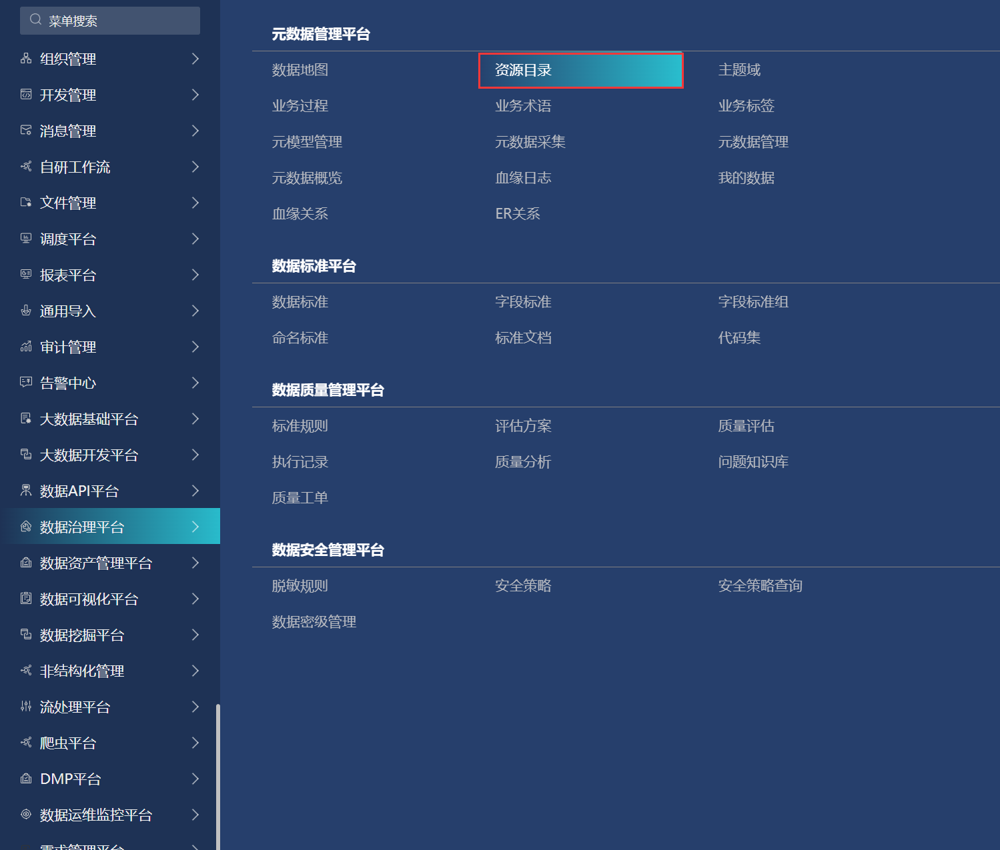 菜单搜索
组织管理
开发管理
消息管理
自研工作流
文件管理
调度平台
报表平台
通用导入
审计管理
告警中心
大数据基础平台
大数据开发平台
数据API平台
数据治理平台
数据资产管理平台
数据可视化平台
数据挖掘平台
非结构化管理
流处理平台
爬虫平台
DMP平台
数据运维监控平台
需求管理平台
元数据管理平台
数据地图 资源目录 主题域
业务过程 业务术语 业务标签
元模型管理 元数据采集 元数据管理
元数据概览 血缘日志 我的数据
血缘关系 ER关系
数据标准平台
数据标准 字段标准 字段标准组
命名标准 标准文档 代码集
数据质量管理平台
标准规则 评估方案 质量评估
执行记录 质量分析 问题知识库
质量工单
数据安全管理平台
脱敏规则 安全策略 安全策略查询
数据密级管理